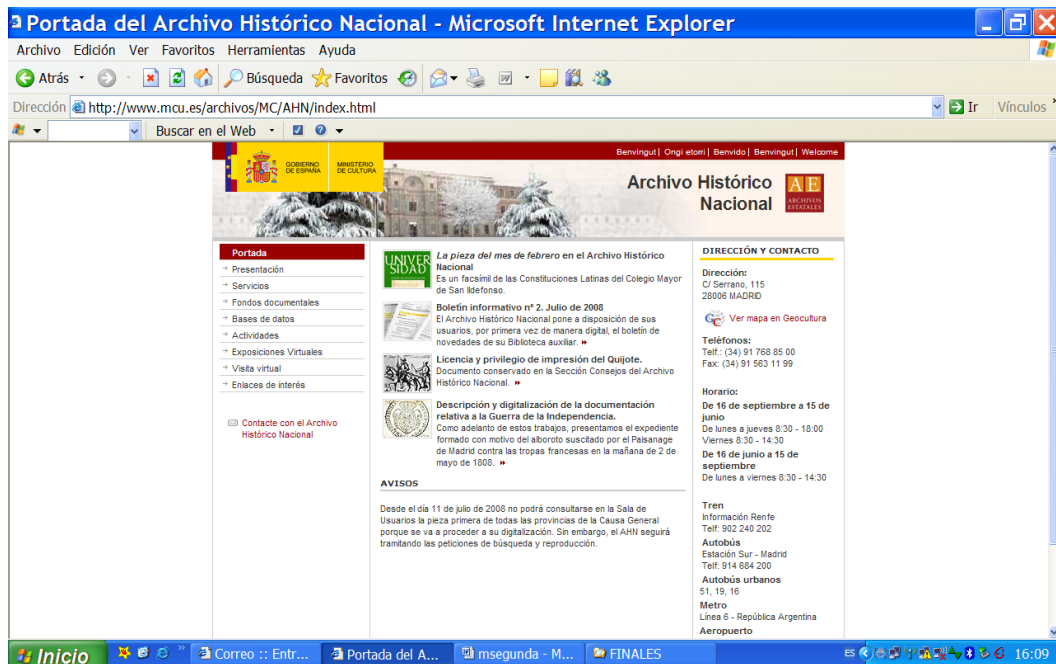 Portada del Archivo Histórico Nacional - Microsoft Internet Explorer
Archivo Edición Ver Favoritos Herramientas Ayuda
Atrás Búsqueda Favoritos
Dirección http://www.mcu.es/archivos/MC/AHN/index.html Ir Vínculos
Buscar en el Web
Benvingut| Ongi etorri| Benvido| Benvingut| Welcome
GOBIERNO DE ESPAÑA
MINISTERIO DE CULTURA
Archivo Histórico
Nacional
AE
ARCHIVOS
ESTATALES
Portada
Presentación
Servicios
Fondos documentales
Bases de datos
Actividades
Exposiciones Virtuales
Visita virtual
Enlaces de interés
Contacte con el Archivo
Histórico Nacional
UNIVER
SIDAD
La pieza del mes de febrero en el Archivo Histórico
Nacional
Es un facsímil de las Constituciones Latinas del Colegio Mayor
de San Ildefonso.
Boletín informativo nº 2. Julio de 2008
El Archivo Histórico Nacional pone a disposición de sus
usuarios, por primera vez de manera digital, el boletín de
novedades de su Biblioteca auxiliar.
Licencia y privilegio de impresión del Quijote.
Documento conservado en la Sección Consejos del Archivo
Histórico Nacional.
Descripción y digitalización de la documentación
relativa a la Guerra de la Independencia.
Como adelanto de estos trabajos, presentamos el expediente
formado con motivo del alboroto suscitado por el Paisanage
de Madrid contra las tropas francesas en la mañana de 2 de
mayo de 1808.
AVISOS
Desde el día 11 de julio de 2008 no podrá consultarse en la Sala de
Usuarios la pieza primera de todas las provincias de la Causa General
porque se va a proceder a su digitalización. Sin embargo, el AHN seguirá
tramitando las peticiones de búsqueda y reproducción.
DIRECCIÓN Y CONTACTO
Dirección:
C/ Serrano, 115
28006 MADRID
Ver mapa en Geocultura
Teléfonos:
Telf.: (34) 91 768 85 00
Fax: (34) 91 563 11 99
Horario:
De 16 de septiembre a 15 de
junio
De lunes a jueves 8:30 - 18:00
Viernes 8:30 - 14:30
De 16 de junio a 15 de
septiembre
De lunes a viernes 8:30 - 14:30
Tren
Información Renfe
Telf: 902 240 202
Autobús
Estación Sur - Madrid
Telf: 914 684 200
Autobús urbanos
51, 19, 16
Metro
Línea 6 - República Argentina
Aeropuerto
Inicio Correo :: Entr... Portada del A... msegunda - M... FINALES ES 16:09